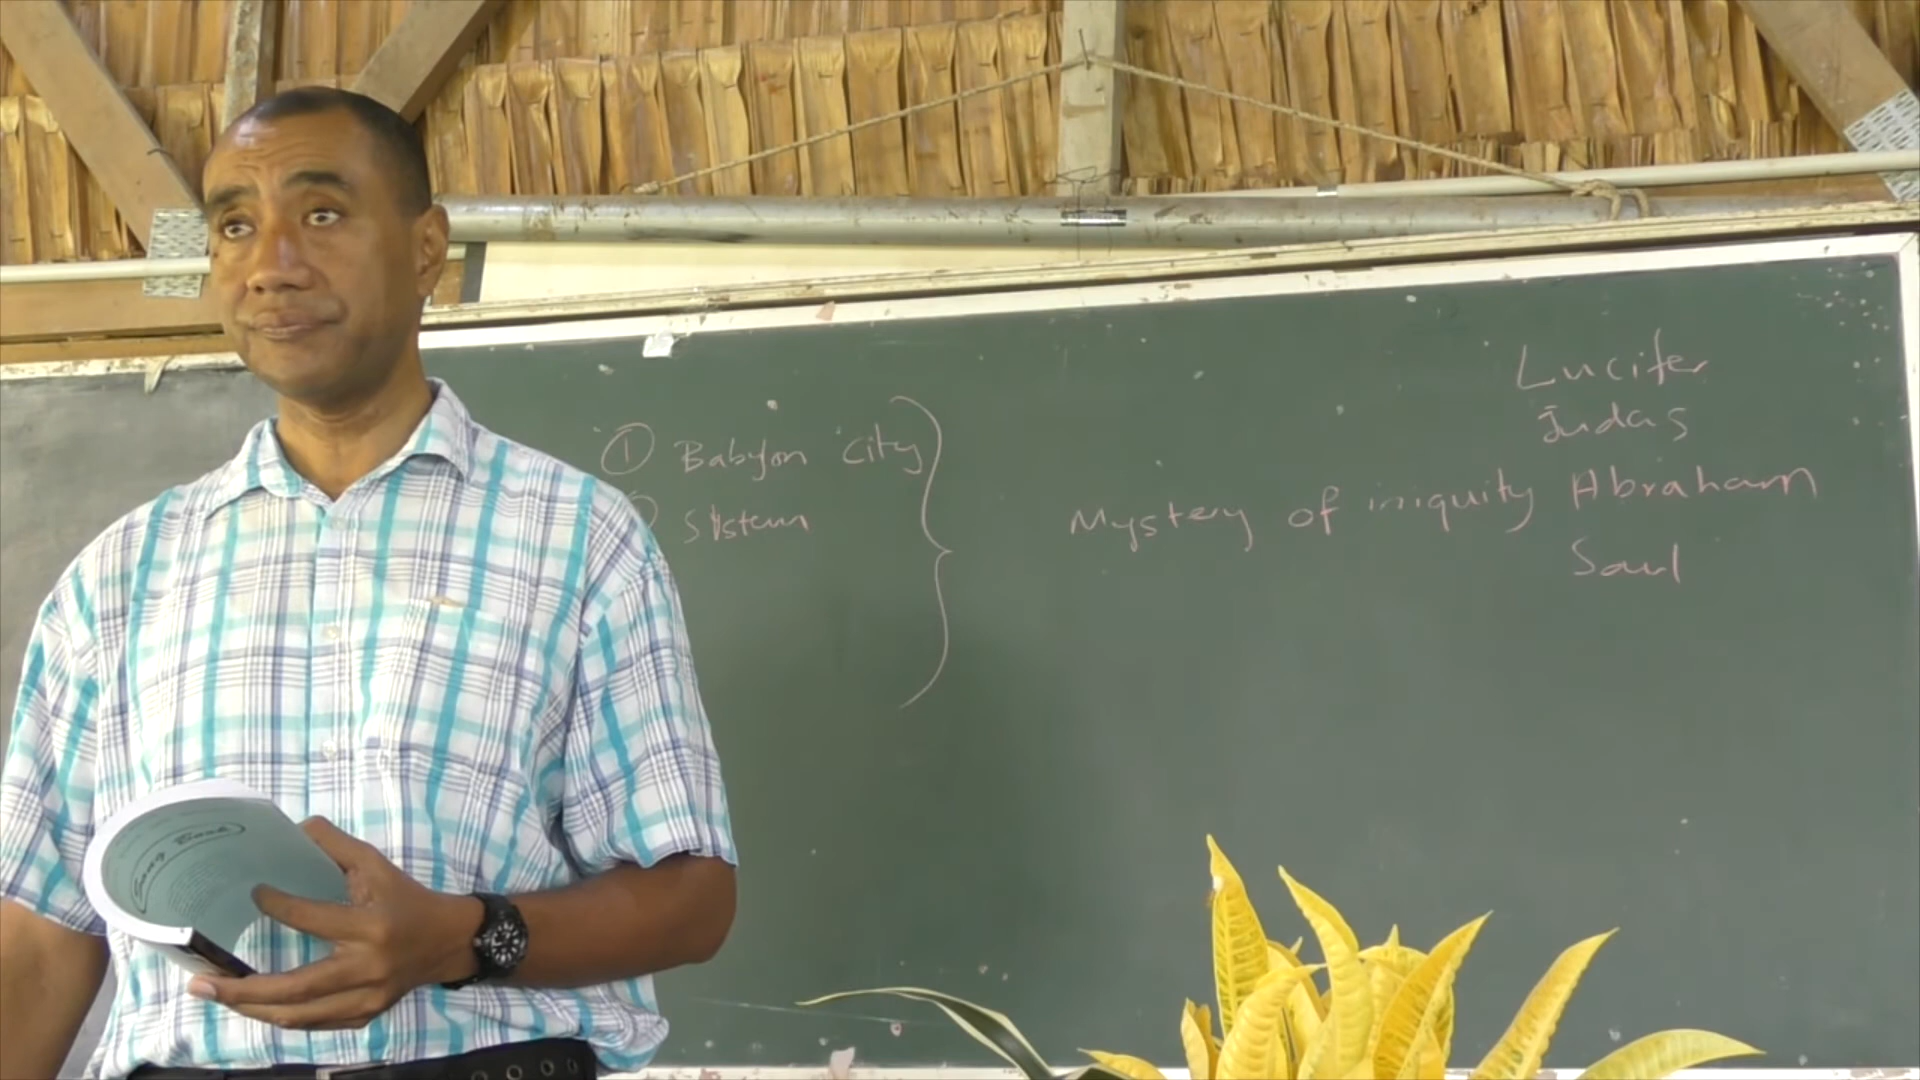 ① Babylon City
System
Lucifer
Judas
Mystery of iniquity Abraham
Saul